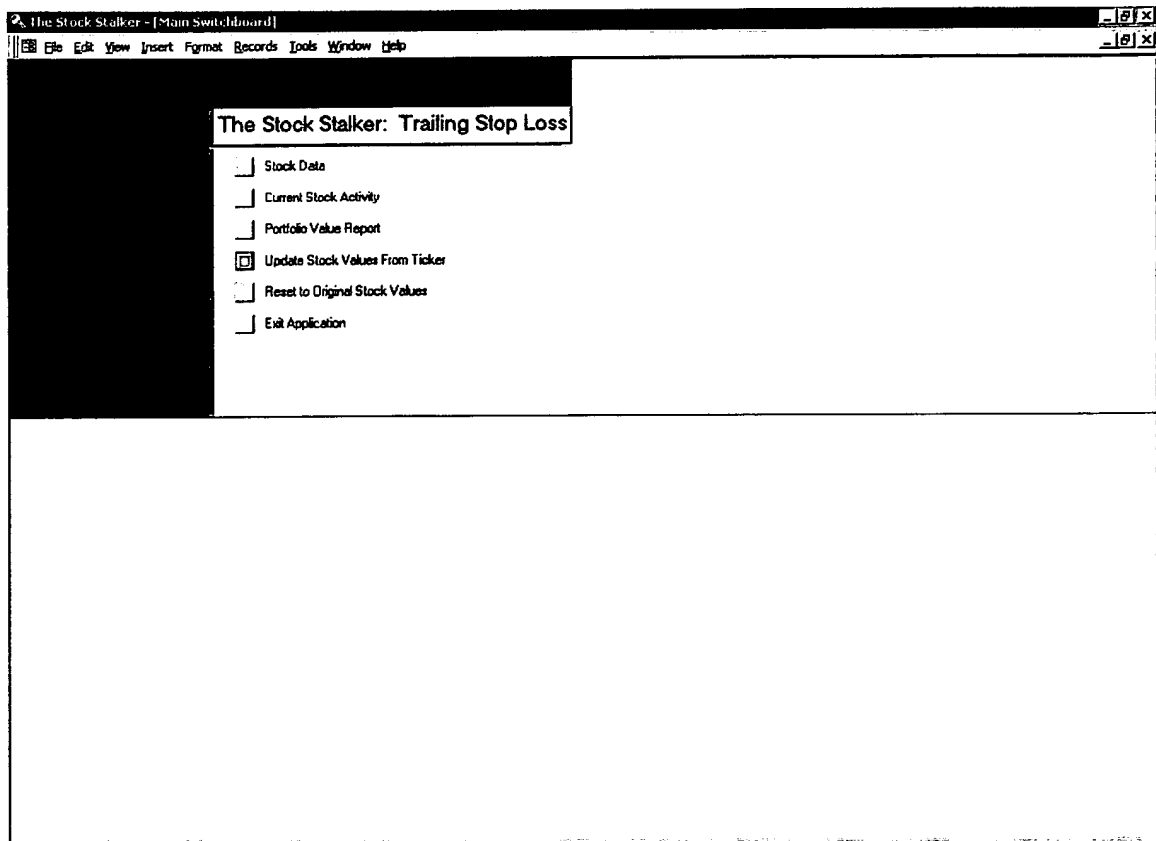 The Stock Stalker - [Main Switchboard]
File Edit View Insert Format Records Tools Window Help
The Stock Stalker: Trailing Stop Loss
Stock Data
Current Stock Activity
Portfolio Value Report
Update Stock Values From Ticker
Reset to Original Stock Values
Exit Application